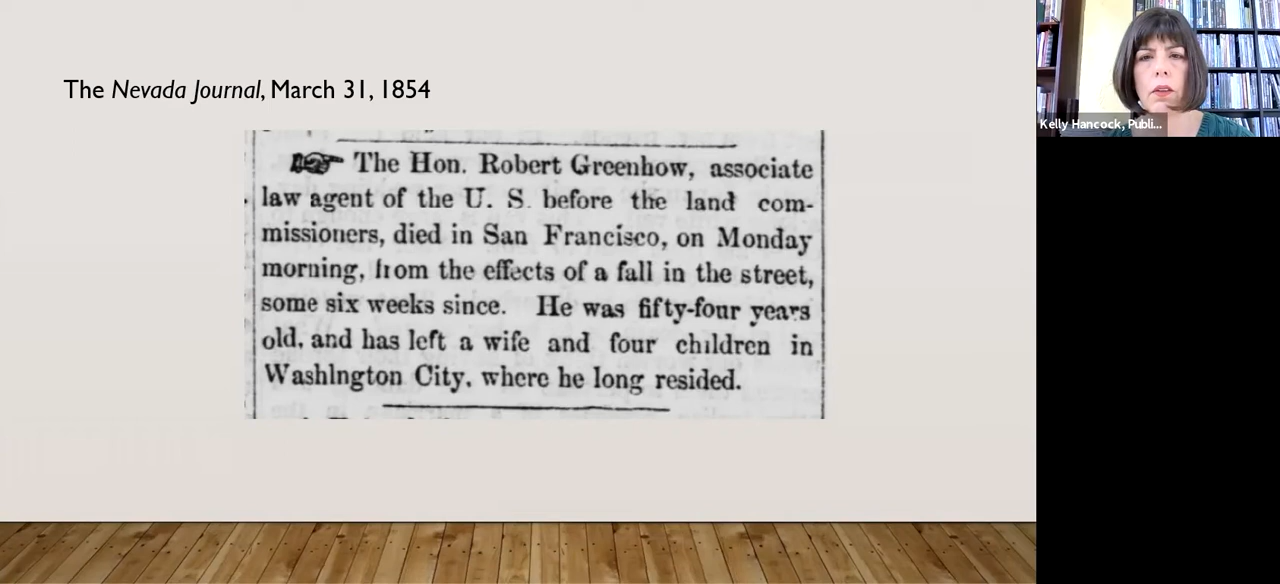 The Nevada Journal, March 31, 1854
The Hon. Robert Greenhow, associate
law agent of the U. S. before the land com-
missioners, died in San Francisco, on Monday
morning, from the effects of a fall in the street,
some six weeks since. He was fifty-four years
old, and has left a wife and four children in
Washington City, where he long resided.
Kelly Hancock, Publi...